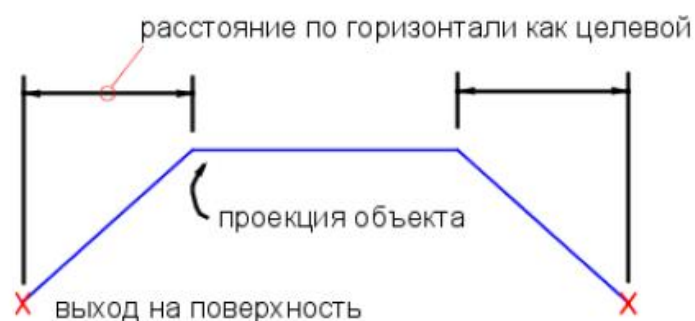 расстояние по горизонтали как целевой
проекция объекта
выход на поверхность